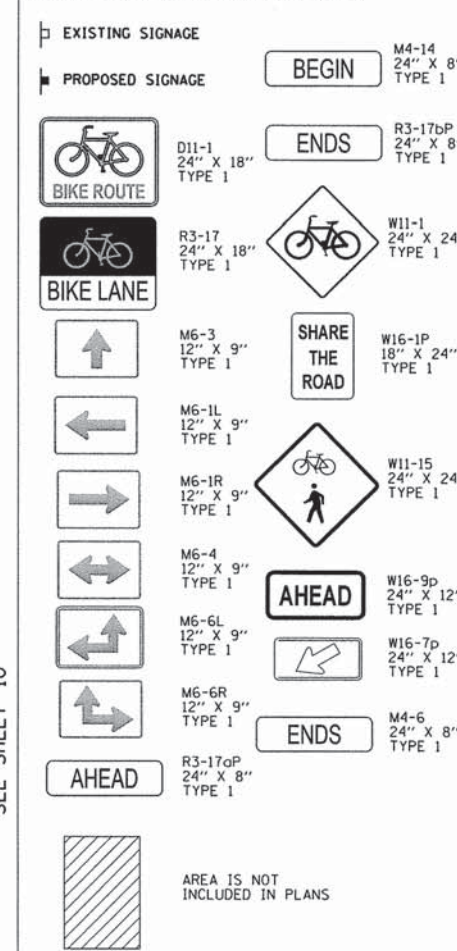 EXISTING SIGNAGE
PROPOSED SIGNAGE
BIKE ROUTE
D11-1
24" X 18"
TYPE 1
BIKE LANE
R3-17
24" X 18"
TYPE 1
M6-3
12" X 9"
TYPE 1
M6-1L
12" X 9"
TYPE 1
M6-1R
12" X 9"
TYPE 1
M6-4
12" X 9"
TYPE 1
M6-6L
12" X 9"
TYPE 1
M6-6R
12" X 9"
TYPE 1
AHEAD
R3-17aP
24" X 8"
TYPE 1
AREA IS NOT
INCLUDED IN PLANS
BEGIN
M4-14
24" X 8"
TYPE 1
ENDS
R3-17bP
24" X 8"
TYPE 1
W11-1
24" X 24
TYPE 1
SHARE
THE
ROAD
W16-1P
18" X 24"
TYPE 1
W11-15
24" X 24
TYPE 1
AHEAD
W16-9p
24" X 12"
TYPE 1
W16-7p
24" X 12"
TYPE 1
ENDS
M4-6
24" X 8"
TYPE 1
SEE SHEET 10